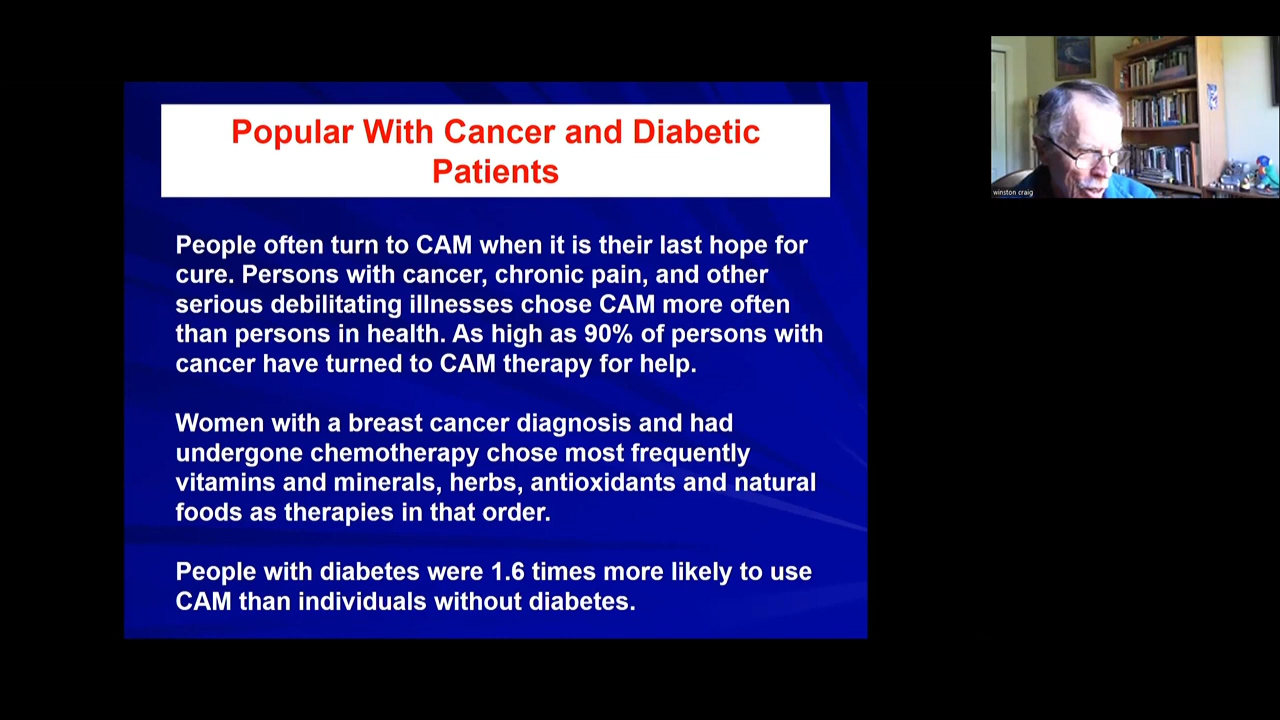 Popular With Cancer and Diabetic
Patients
People often turn to CAM when it is their last hope for
cure. Persons with cancer, chronic pain, and other
serious debilitating illnesses chose CAM more often
than persons in health. As high as 90% of persons with
cancer have turned to CAM therapy for help.
Women with a breast cancer diagnosis and had
undergone chemotherapy chose most frequently
vitamins and minerals, herbs, antioxidants and natural
foods as therapies in that order.
People with diabetes were 1.6 times more likely to use
CAM than individuals without diabetes.
winston craig